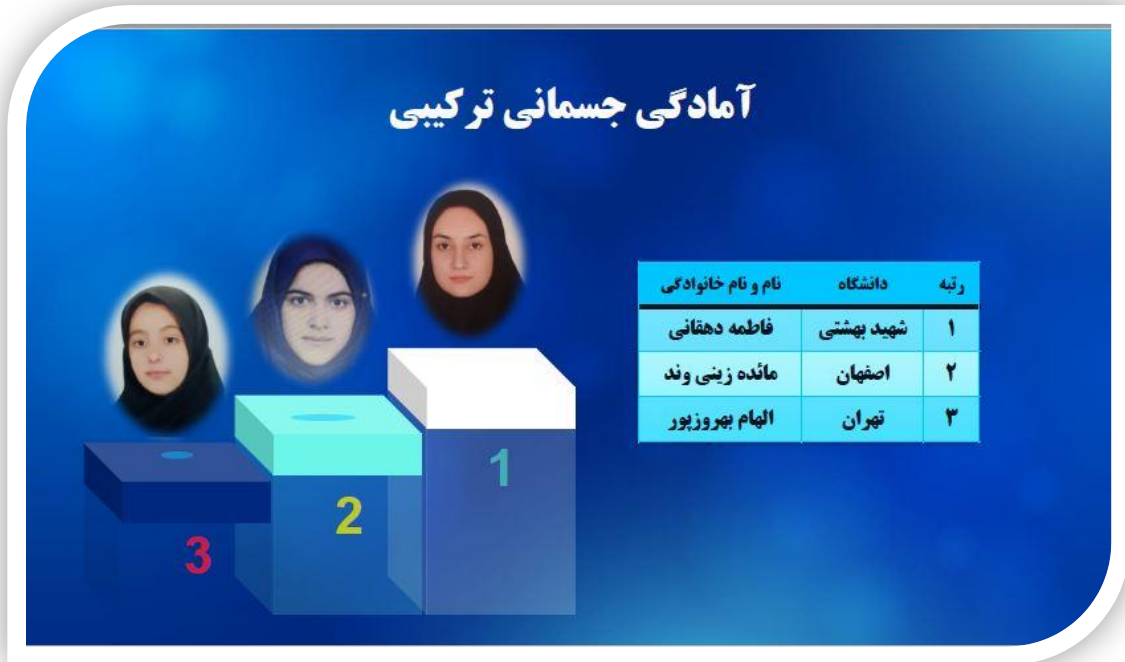 آمادگی جسمانی ترکیبی
رتبه دانشگاه نام و نام خانوادگی
۱ شهید بهشتی فاطمه دهقانی
۲ اصفهان مائده زینی وند
۳ تهران الهام بهروزپور
1
2
3